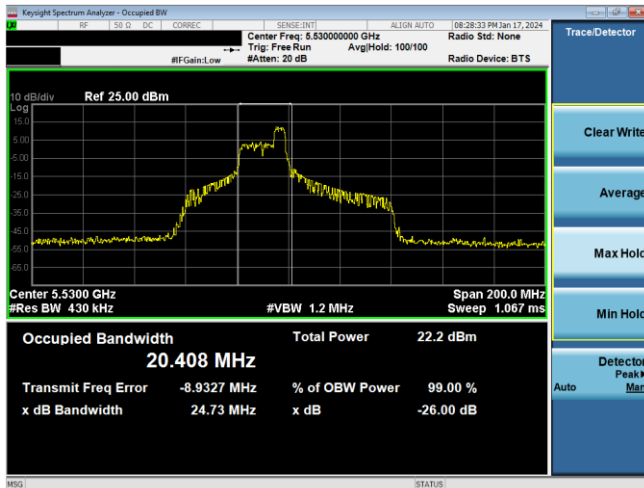 Keysight Spectrum Analyzer - Occupied BW
RF 50 Ω DC CORREC SENSE:INT ALIGN AUTO 08:28:33 PM Jan 17, 2024
Center Freq: 5.530000000 GHz Radio Std: None
Trig: Free Run Avg|Hold: 100/100
#IFGain:Low #Atten: 20 dB Radio Device: BTS
10 dB/div Ref 25.00 dBm
Log
15.0
5.00
-5.00
-15.0
-25.0
-35.0
-45.0
-55.0
-65.0
Center 5.5300 GHz Span 200.0 MHz
#Res BW 430 kHz #VBW 1.2 MHz Sweep 1.067 ms
Occupied Bandwidth Total Power 22.2 dBm
20.408 MHz
Transmit Freq Error -8.9327 MHz % of OBW Power 99.00 %
x dB Bandwidth 24.73 MHz x dB -26.00 dB
MSG STATUS
Trace/Detector
Clear Write
Average
Max Hold
Min Hold
Detector
Peak
Auto Man